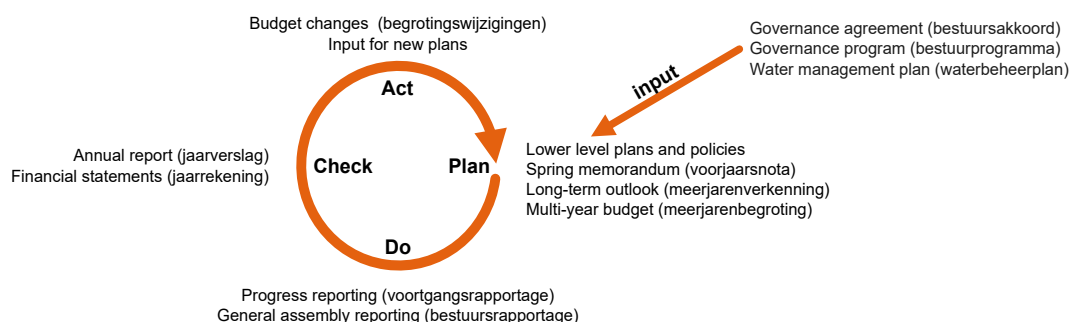 Budget changes (begrotingswijzigingen)
Input for new plans
Governance agreement (bestuursakkoord)
Governance program (bestuurprogramma)
Water management plan (waterbeheerplan)
input
Act
Annual report (jaarverslag)
Financial statements (jaarrekening)
Check
Plan
Lower level plans and policies
Spring memorandum (voorjaarsnota)
Long-term outlook (meerjarenverkenning)
Multi-year budget (meerjarenbegroting)
Do
Progress reporting (voortgangsrapportage)
General assembly reporting (bestuursrapportage)